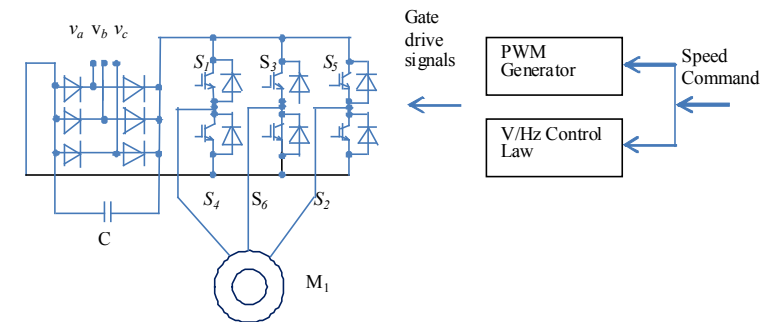 v_a v_b v_c
S_1 S_3 S_5
S_4 S_6 S_2
C
M_1
Gate
drive
signals
PWM
Generator
V/Hz Control
Law
Speed
Command